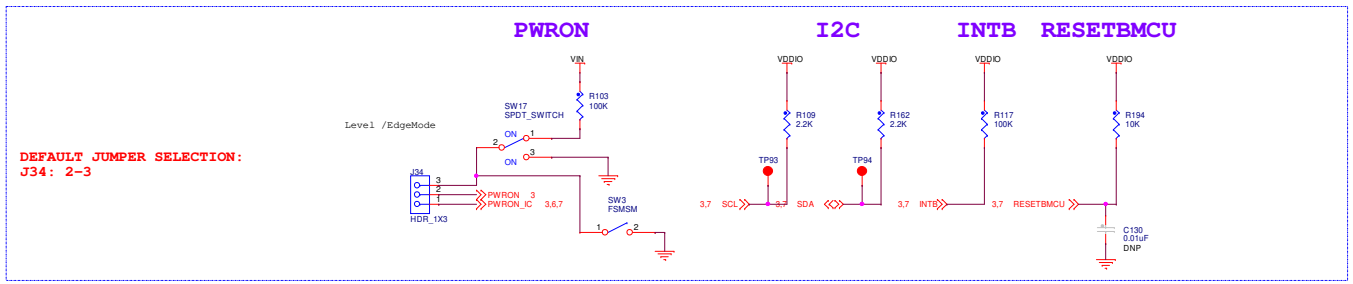 PWRON
I2C
INTB
RESETBMCU
VIN
VDDIO
VDDIO
VDDIO
VDDIO
R103
100K
SW17
SPDT_SWITCH
ON
1
2
3
ON
Level /EdgeMode
R109
2.2K
R162
2.2K
R117
100K
R194
10K
DEFAULT JUMPER SELECTION:
J34: 2-3
TP93
TP94
J34
3
2
1
PWRON 3
PWRON_IC 3,6,7
HDR_1X3
SW3
FSMSM
1
2
3,7 SCL
3,7 SDA
3,7 INTB
3,7 RESETBMCU
C130
0.01uF
DNP